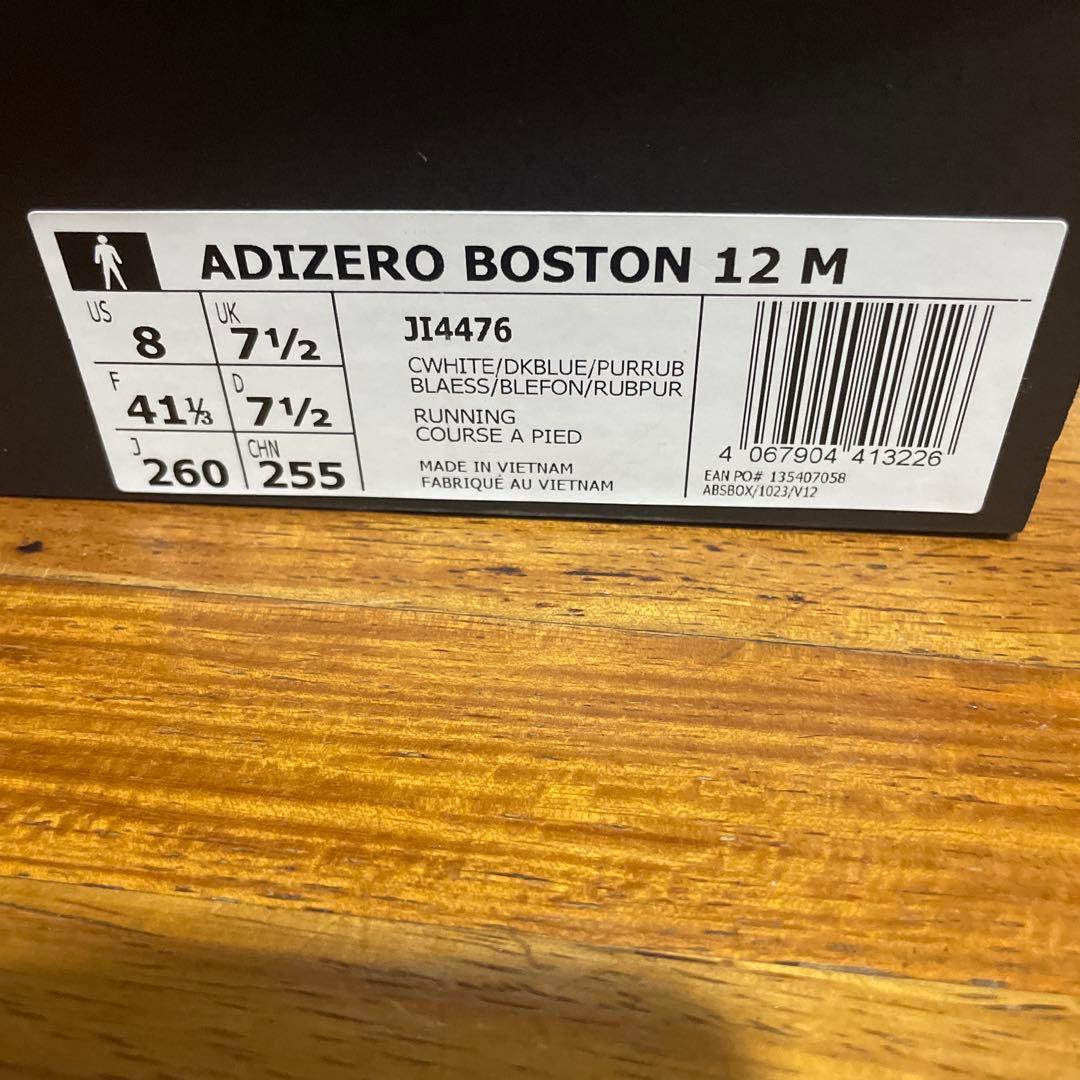 ADIZERO BOSTON 12 M
US 8 UK 7½
F 41⅓ D 7½
J 260 CHN 255
JI4476
CWHITE/DKBLUE/PURRUB
BLAESS/BLEFON/RUBPUR
RUNNING
COURSE A PIED
MADE IN VIETNAM
FABRIQUÉ AU VIETNAM
4 067904 413226
EAN PO# 135407058
ABSBOX/1023/V12